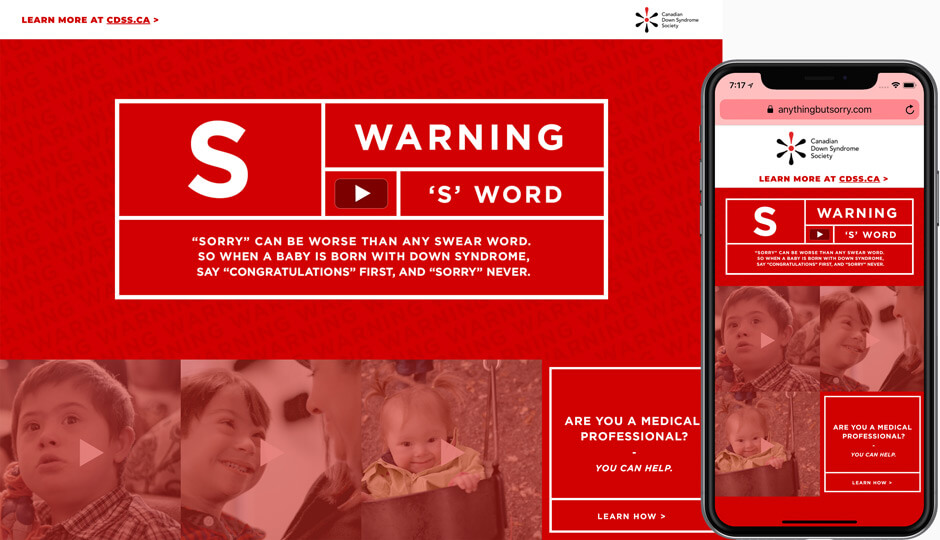 LEARN MORE AT CDSS.CA >
Canadian
Down Syndrome
Society
S
WARNING
‘S’ WORD
“SORRY” CAN BE WORSE THAN ANY SWEAR WORD.
SO WHEN A BABY IS BORN WITH DOWN SYNDROME,
SAY “CONGRATULATIONS” FIRST, AND “SORRY” NEVER.
ARE YOU A MEDICAL
PROFESSIONAL?
-
YOU CAN HELP.
LEARN HOW >
7:17
anythingbutsorry.com
Canadian
Down Syndrome
Society
LEARN MORE AT CDSS.CA >
S
WARNING
‘S’ WORD
“SORRY” CAN BE WORSE THAN ANY SWEAR WORD.
SO WHEN A BABY IS BORN WITH DOWN SYNDROME,
SAY “CONGRATULATIONS” FIRST, AND “SORRY” NEVER.
ARE YOU A MEDICAL
PROFESSIONAL?
-
YOU CAN HELP.
LEARN HOW >